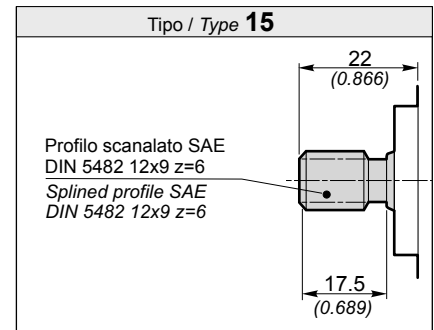 Tipo / Type 15
22
(0.866)
Profilo scanalato SAE
DIN 5482 12x9 z=6
Splined profile SAE
DIN 5482 12x9 z=6
17.5
(0.689)